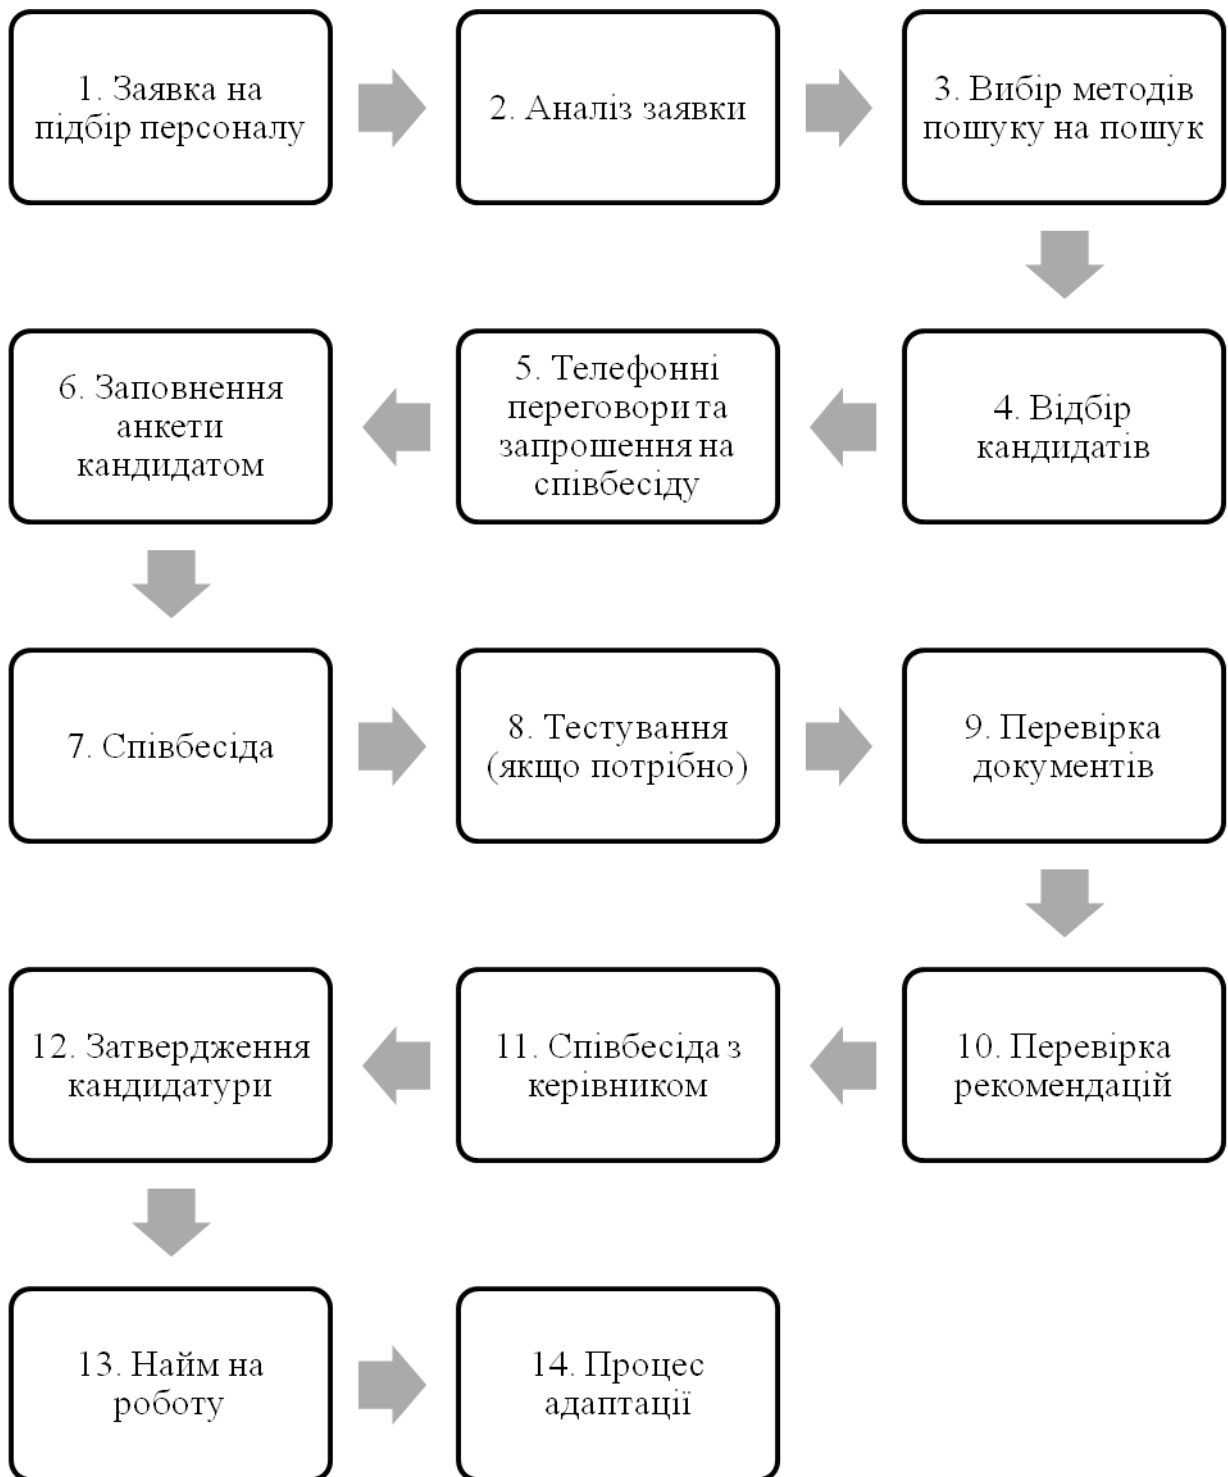 1. Заявка на
підбір персоналу
2. Аналіз заявки
3. Вибір методів
пошуку на пошук
4. Відбір
кандидатів
5. Телефонні
переговори та
запрошення на
співбесіду
6. Заповнення
анкети
кандидатом
7. Співбесіда
8. Тестування
(якщо потрібно)
9. Перевірка
документів
10. Перевірка
рекомендацій
11. Співбесіда з
керівником
12. Затвердження
кандидатури
13. Найм на
роботу
14. Процес
адаптації